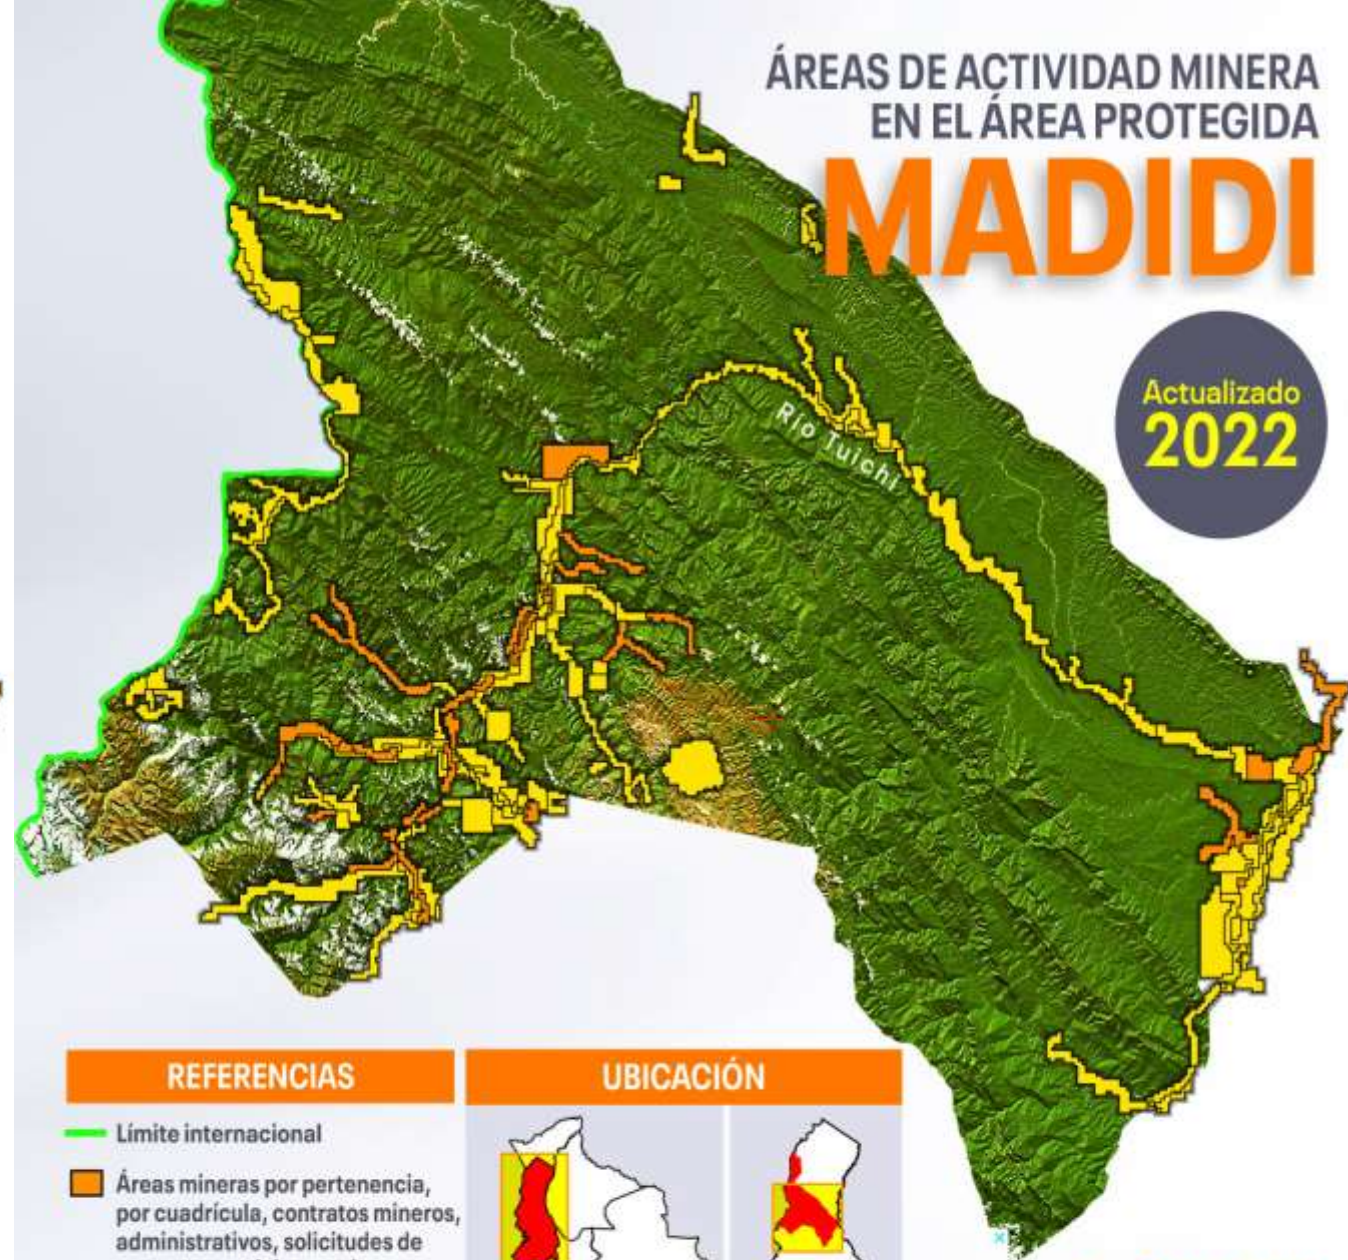 ÁREAS DE ACTIVIDAD MINERA
EN EL ÁREA PROTEGIDA
MADIDI
Actualizado
2022
Río Tuichi
REFERENCIAS
Límite internacional
Áreas mineras por pertenencia,
por cuadrícula, contratos mineros,
administrativos, solicitudes de
UBICACIÓN